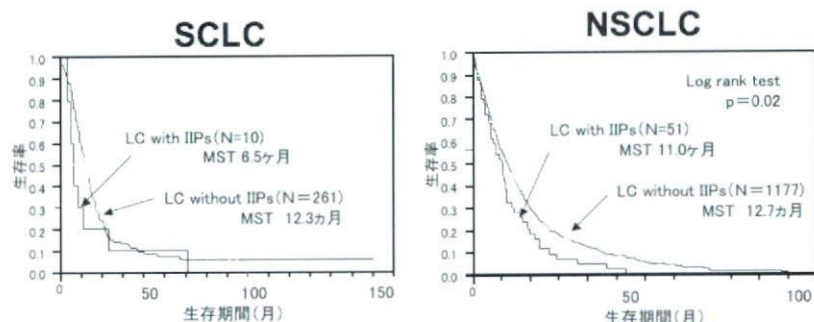 SCLC
1.0
0.9
0.8
0.7
0.6
0.5
0.4
0.3
0.2
0.1
0.0
生存率
LC with IIPs(N=10)
MST 6.5ケ月
LC without IIPs(N=261)
MST 12.3カ月
0
50
100
150
生存期間(月)
NSCLC
1.0
0.9
0.8
0.7
0.6
0.5
0.4
0.3
0.2
0.1
0.0
生存率
Log rank test
p=0.02
LC with IIPs(N=51)
MST 11.0ケ月
LC without IIPs(N=1177)
MST 12.7カ月
0
50
100
生存期間(月)